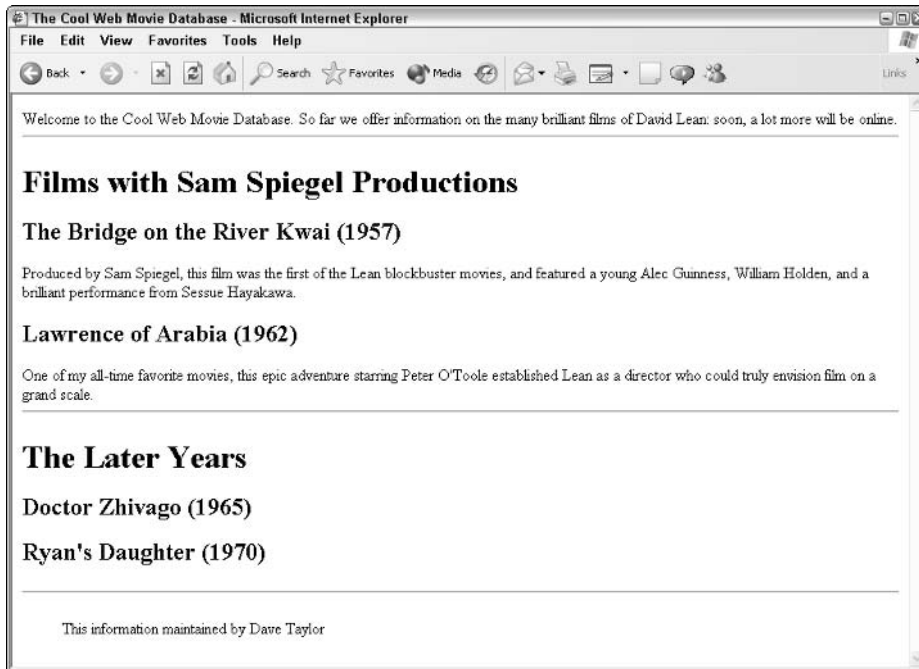 The Cool Web Movie Database - Microsoft Internet Explorer
File Edit View Favorites Tools Help
Back Search Favorites Media Links
Welcome to the Cool Web Movie Database. So far we offer information on the many brilliant films of David Lean: soon, a lot more will be online.
Films with Sam Spiegel Productions
The Bridge on the River Kwai (1957)
Produced by Sam Spiegel, this film was the first of the Lean blockbuster movies, and featured a young Alec Guinness, William Holden, and a
brilliant performance from Sessue Hayakawa.
Lawrence of Arabia (1962)
One of my all-time favorite movies, this epic adventure starring Peter O'Toole established Lean as a director who could truly envision film on a
grand scale.
The Later Years
Doctor Zhivago (1965)
Ryan's Daughter (1970)
This information maintained by Dave Taylor